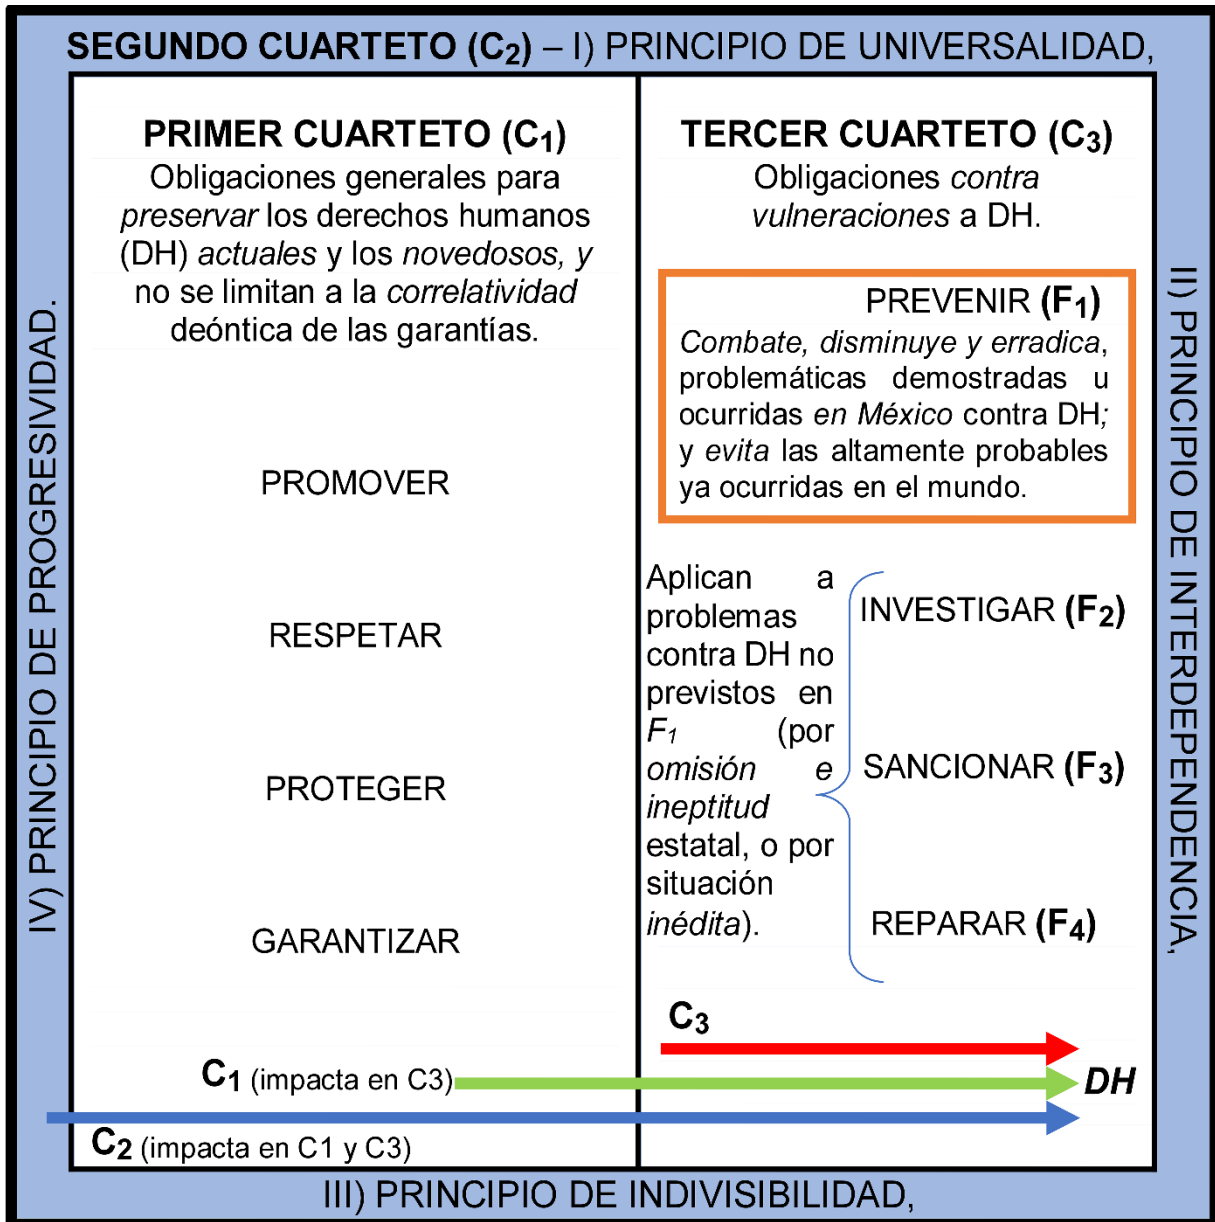 SEGUNDO CUARTETO (C2) – I) PRINCIPIO DE UNIVERSALIDAD,
II) PRINCIPIO DE INTERDEPENDENCIA,
III) PRINCIPIO DE INDIVISIBILIDAD,
IV) PRINCIPIO DE PROGRESIVIDAD.
PRIMER CUARTETO (C1)
Obligaciones generales para
preservar los derechos humanos
(DH) actuales y los novedosos, y
no se limitan a la correlatividad
deóntica de las garantías.
PROMOVER
RESPETAR
PROTEGER
GARANTIZAR
TERCER CUARTETO (C3)
Obligaciones contra
vulneraciones a DH.
PREVENIR (F1)
Combate, disminuye y erradica,
problemáticas demostradas u
ocurridas en México contra DH;
y evita las altamente probables
ya ocurridas en el mundo.
Aplican a
problemas
contra DH no
previstos en
F1 (por
omisión e
ineptitud
estatal, o por
situación
inédita).
INVESTIGAR (F2)
SANCIONAR (F3)
REPARAR (F4)
C3
C1 (impacta en C3)
DH
C2 (impacta en C1 y C3)